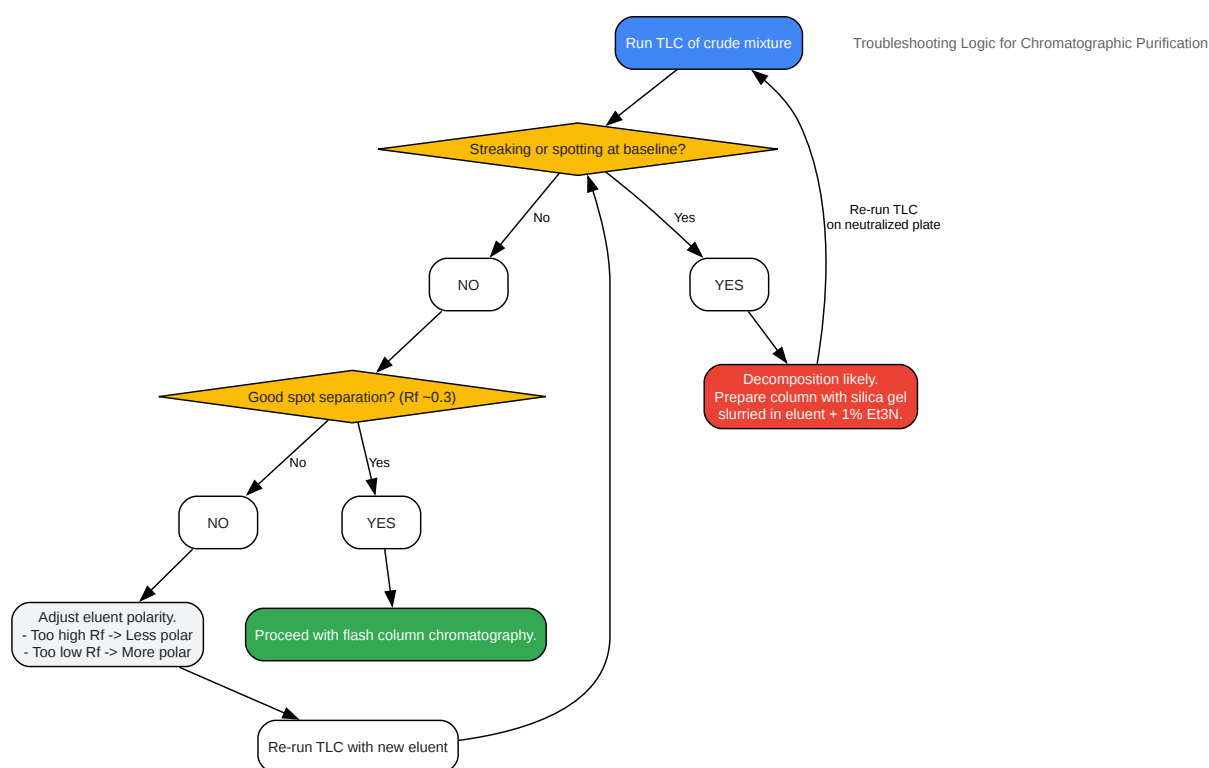 Run TLC of crude mixture
Troubleshooting Logic for Chromatographic Purification
Streaking or spotting at baseline?
No
Yes
Re-run TLC
on neutralized plate
NO
YES
Decomposition likely.
Prepare column with silica gel
slurried in eluent + 1% Et3N.
Good spot separation? (Rf ~0.3)
No
Yes
NO
YES
Adjust eluent polarity.
- Too high Rf -> Less polar
- Too low Rf -> More polar
Proceed with flash column chromatography.
Re-run TLC with new eluent